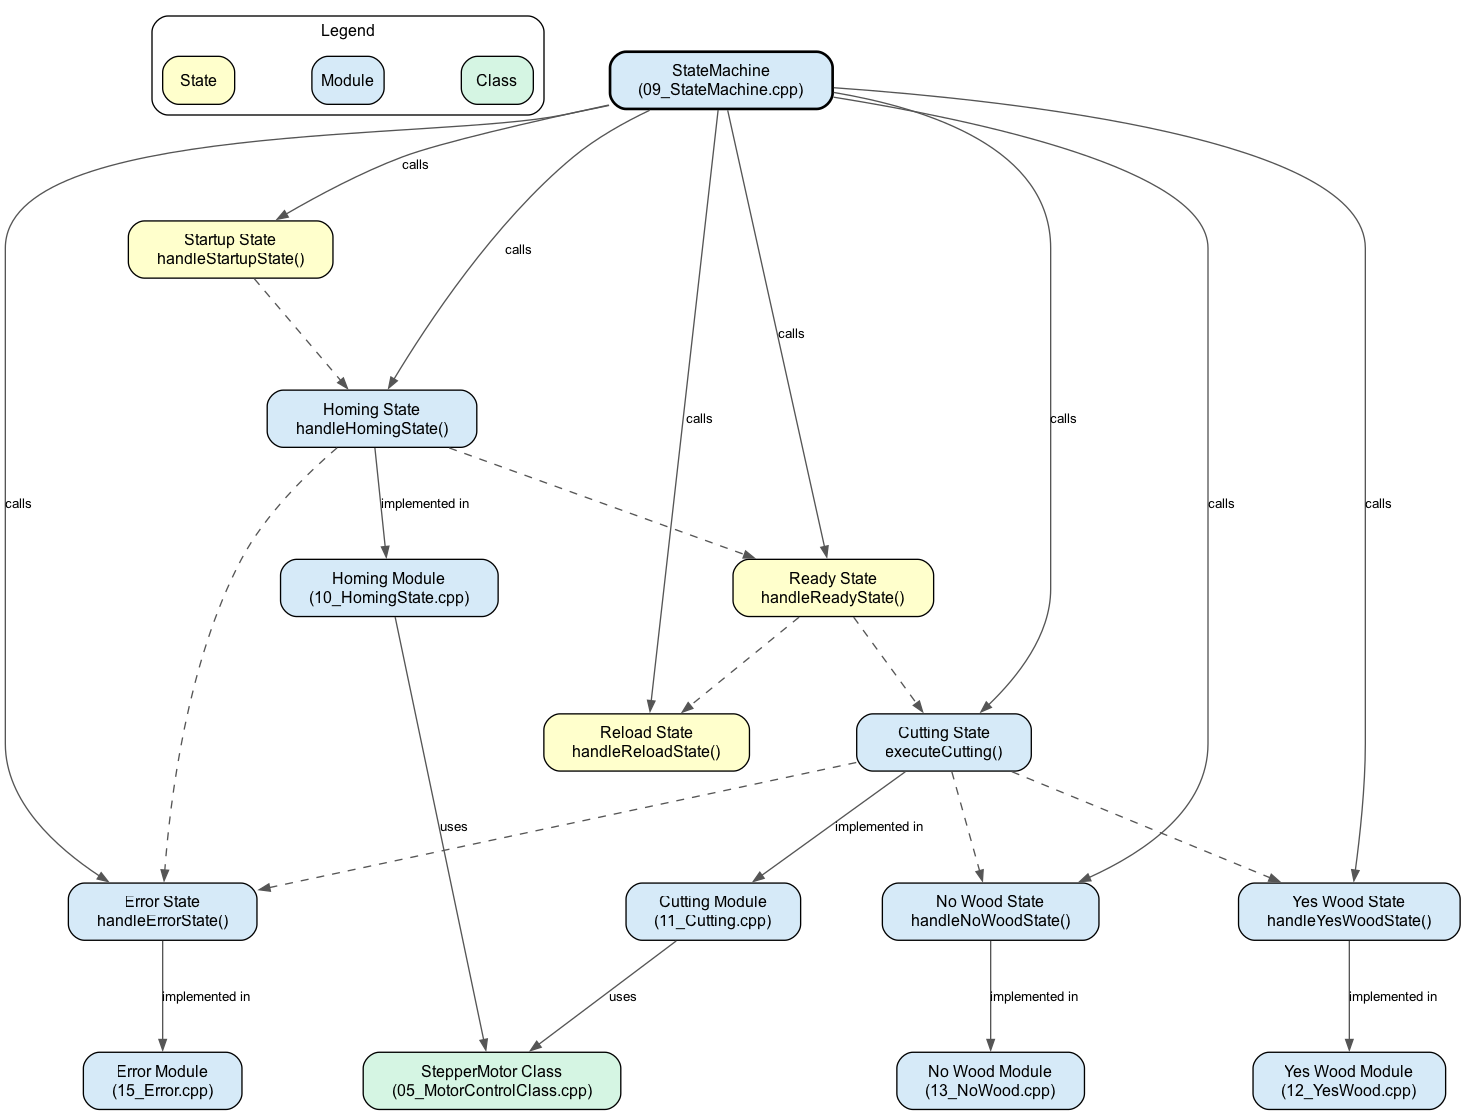 Legend
State
Module
Class
StateMachine
(09_StateMachine.cpp)
calls
Startup State
handleStartupState()
calls
calls
Homing State
handleHomingState()
calls
calls
calls
calls
calls
implemented in
Homing Module
(10_HomingState.cpp)
Ready State
handleReadyState()
Reload State
handleReloadState()
Cutting State
executeCutting()
uses
implemented in
Error State
handleErrorState()
Cutting Module
(11_Cutting.cpp)
No Wood State
handleNoWoodState()
Yes Wood State
handleYesWoodState()
implemented in
uses
implemented in
implemented in
Error Module
(15_Error.cpp)
StepperMotor Class
(05_MotorControlClass.cpp)
No Wood Module
(13_NoWood.cpp)
Yes Wood Module
(12_YesWood.cpp)